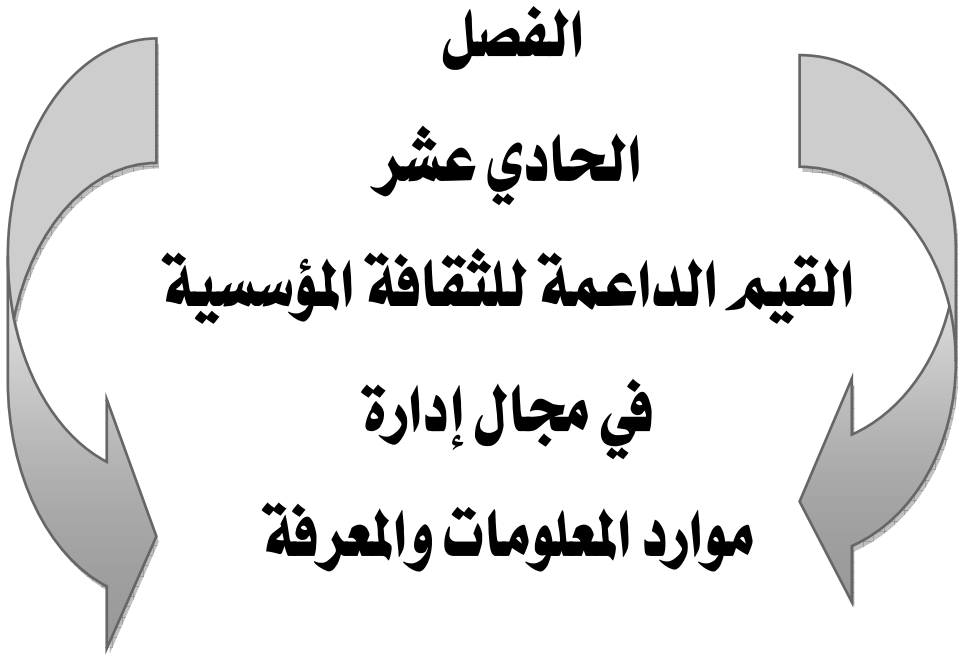 الفصل
الحادي عشر
القيم الداعمة للثقافة المؤسسية
في مجال إدارة
موارد المعلومات والمعرفة